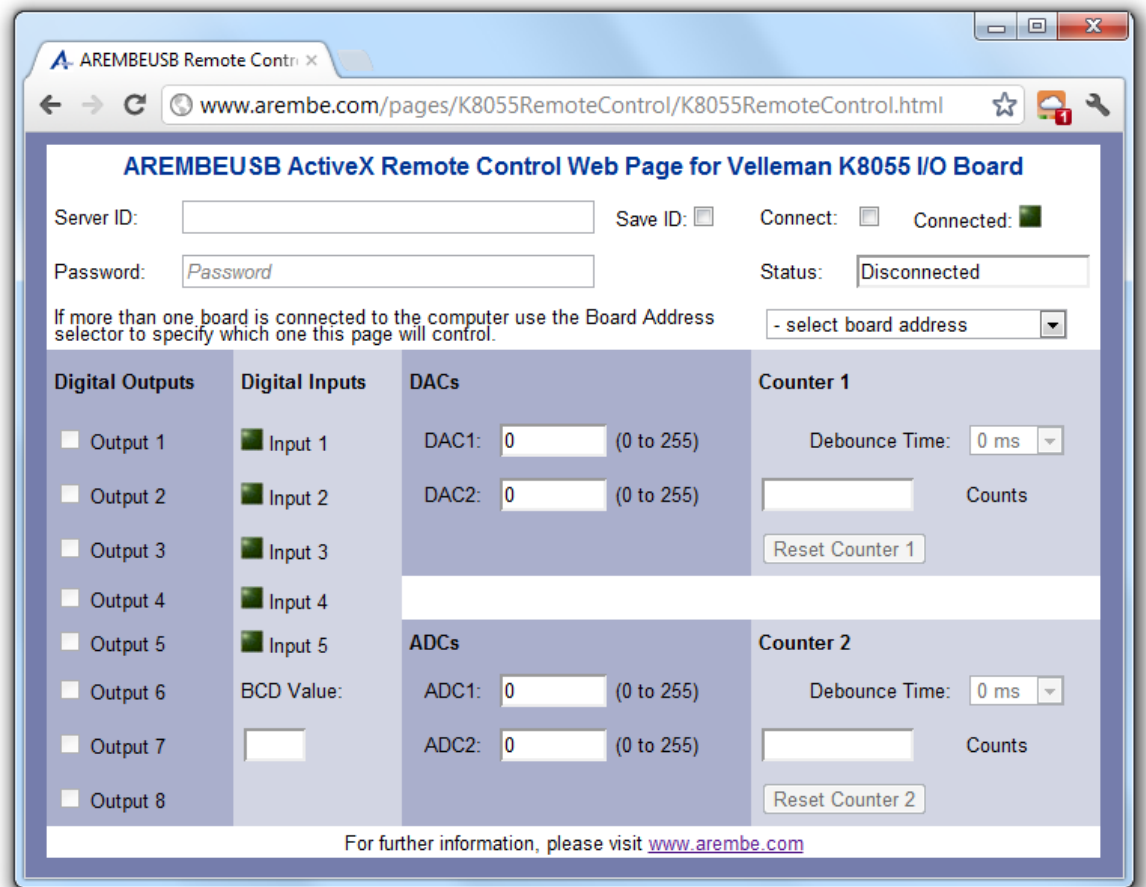 AREMBEUSB Remote Contr
www.arembe.com/pages/K8055RemoteControl/K8055RemoteControl.html
1
AREMBEUSB ActiveX Remote Control Web Page for Velleman K8055 I/O Board
Server ID: Save ID: Connect: Connected:
Password: Password Status: Disconnected
If more than one board is connected to the computer use the Board Address
selector to specify which one this page will control.
- select board address
Digital Outputs Digital Inputs DACs Counter 1
Output 1 Input 1 DAC1: 0 (0 to 255) Debounce Time: 0 ms
Output 2 Input 2 DAC2: 0 (0 to 255) Counts
Output 3 Input 3 Reset Counter 1
Output 4 Input 4
Output 5 Input 5 ADCs Counter 2
Output 6 BCD Value: ADC1: 0 (0 to 255) Debounce Time: 0 ms
Output 7 ADC2: 0 (0 to 255) Counts
Output 8 Reset Counter 2
For further information, please visit www.arembe.com